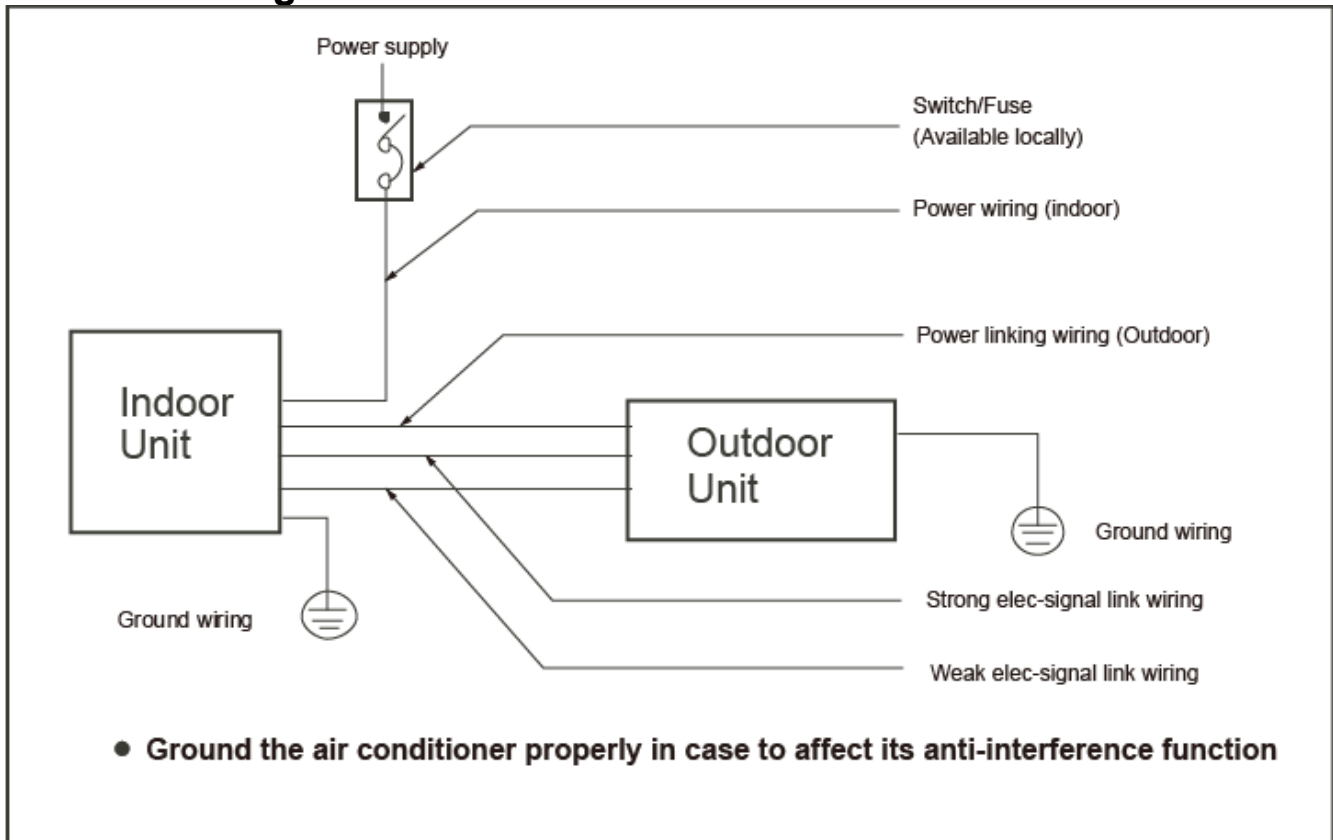 Power supply
Switch/Fuse
(Available locally)
Power wiring (indoor)
Power linking wiring (Outdoor)
Indoor
Unit
Outdoor
Unit
Ground wiring
Strong elec-signal link wiring
Ground wiring
Weak elec-signal link wiring
● Ground the air conditioner properly in case to affect its anti-interference function